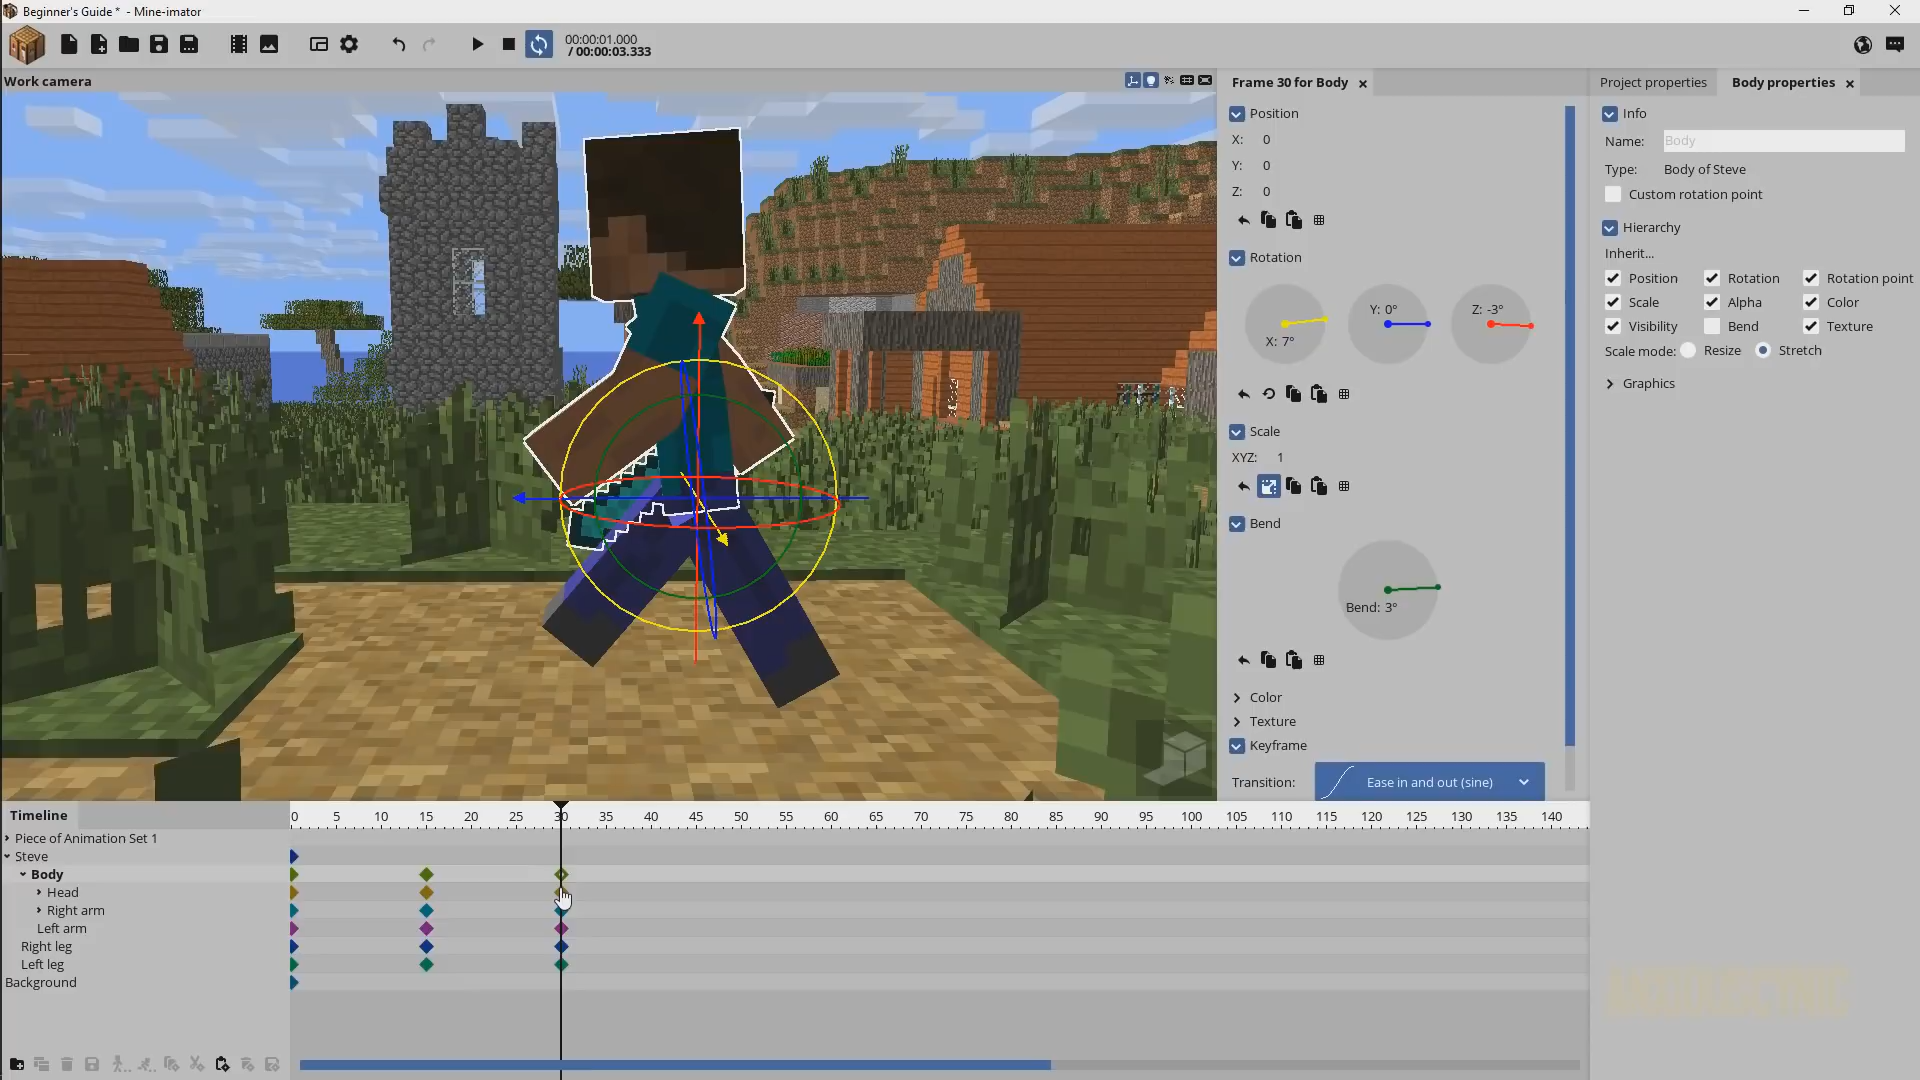 Beginner's Guide * - Mine-imator
00:00:01.000
/ 00:00:03.333
Work camera
Frame 30 for Body
Position
X: 0
Y: 0
Z: 0
Rotation
X: 7°
Y: 0°
Z: -3°
Scale
XYZ: 1
Bend
Bend: 3°
Color
Texture
Keyframe
Transition: Ease in and out (sine)
Project properties Body properties
Info
Name: Body
Type: Body of Steve
Custom rotation point
Hierarchy
Inherit...
Position Rotation Rotation point
Scale Alpha Color
Visibility Bend Texture
Scale mode: Resize Stretch
Graphics
Timeline
0 5 10 15 20 25 30 35 40 45 50 55 60 65 70 75 80 85 90 95 100 105 110 115 120 125 130 135 140
Piece of Animation Set 1
Steve
Body
Head
Right arm
Left arm
Right leg
Left leg
Background